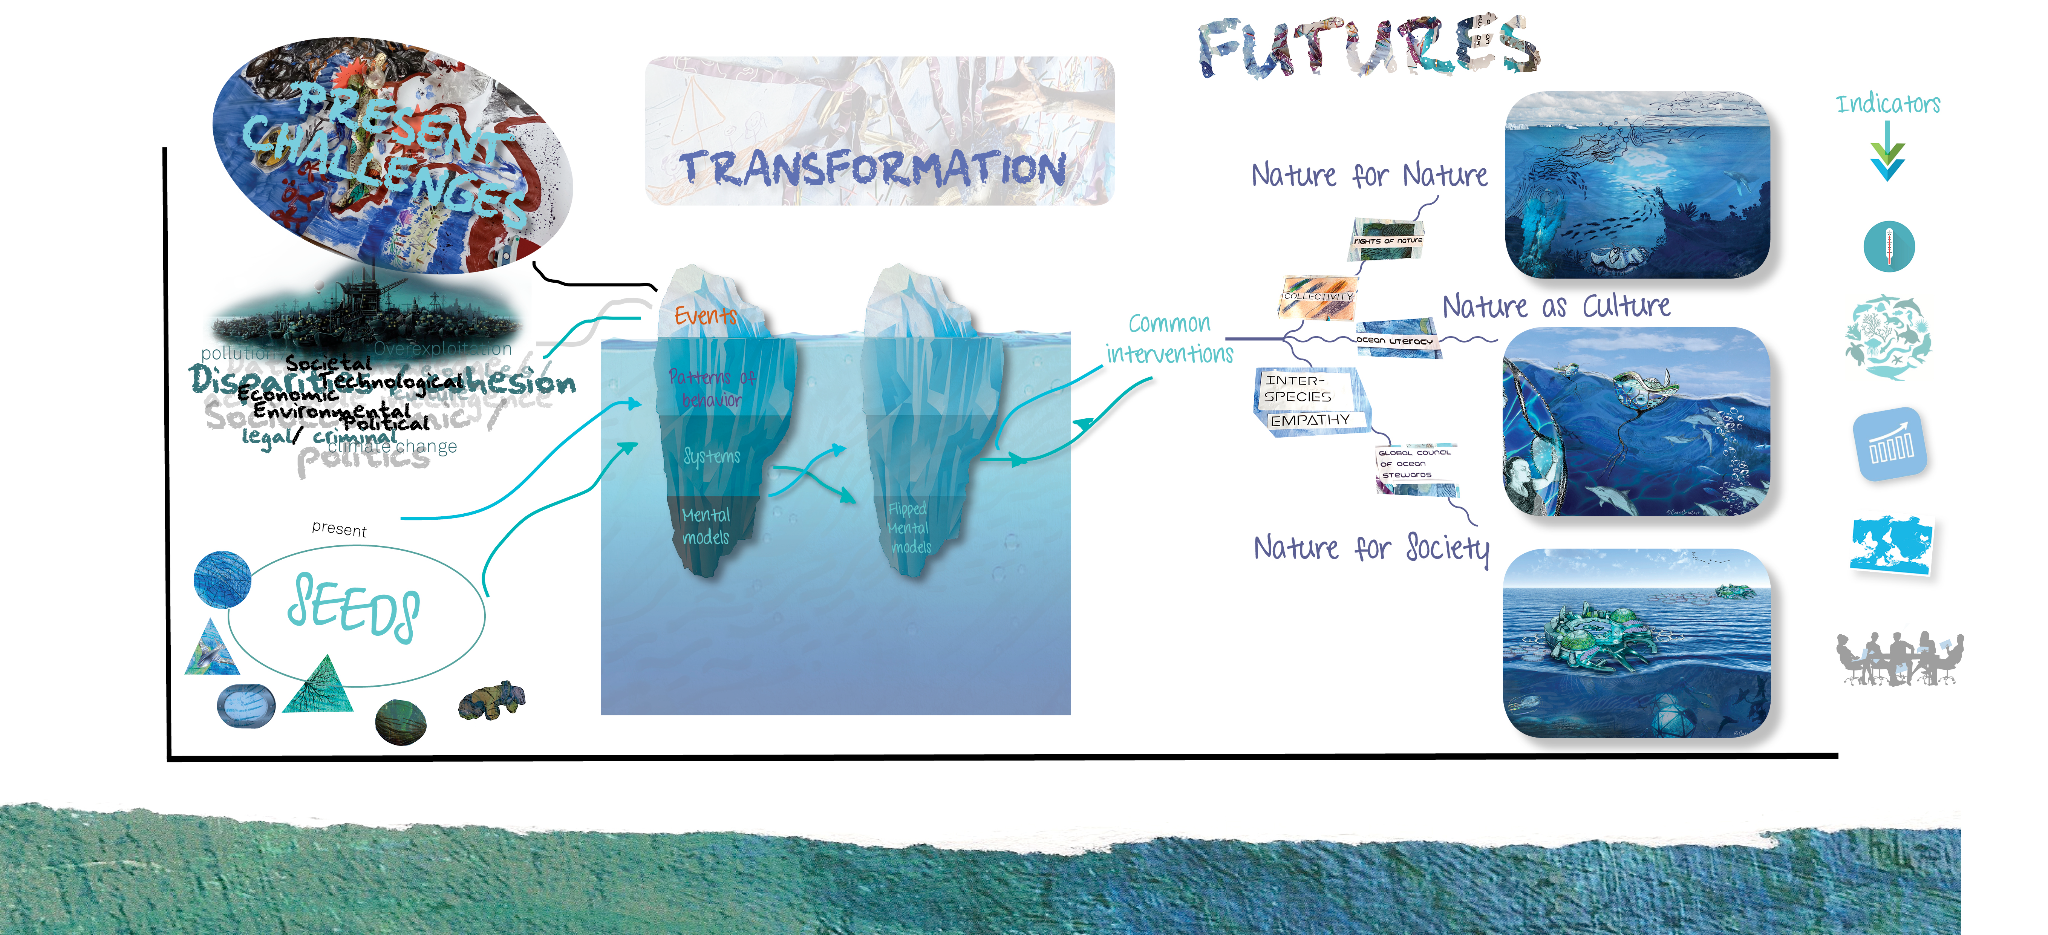 FUTURES
PRESENT
CHALLENGES
TRANSFORMATION
Indicators
Nature for Nature
RIGHTS OF NATURE
COLLECTIVITY
Nature as Culture
Events
Common
interventions
OCEAN LITERACY
pollution
Overexploitation
Societal
Technological
Economic
Environmental
Political
legal/ criminal
climate change
politics
Patterns of
behavior
INTER-
SPECIES
EMPATHY
Systems
GLOBAL COUNCIL
OF OCEAN
STEWARDS
Mental
models
Flipped
Mental
models
present
Nature for Society
SEEDS